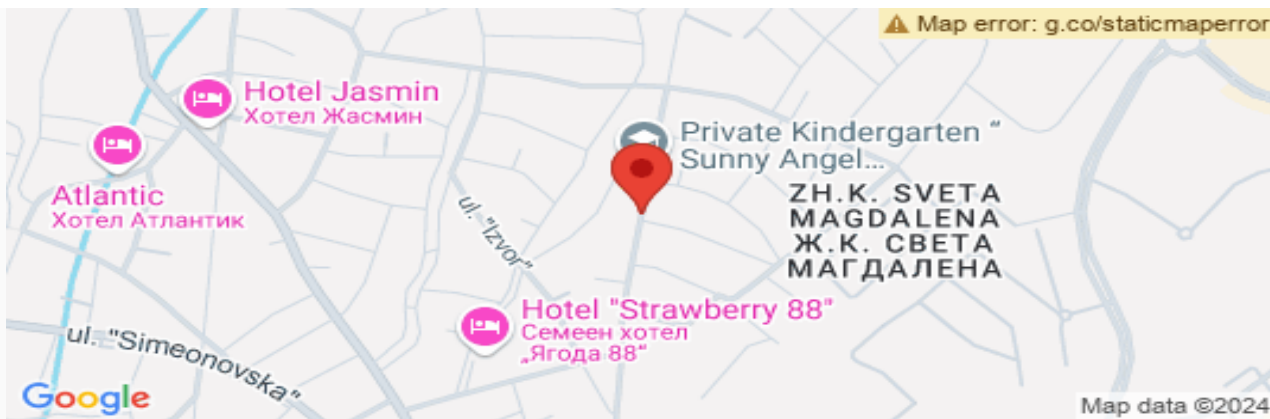 Map error: g.co/staticmaperror
Hotel Jasmin
Хотел Жасмин
Private Kindergarten “
Sunny Angel...
Atlantic
Хотел Атлантик
ZH.K. SVETA
MAGDALENA
Ж.К. СВЕТА
МАГДАЛЕНА
ul. "Izvor"
Hotel "Strawberry 88"
Семеен хотел
„Ягода 88“
ul. "Simeonovska"
Google
Map data ©2024